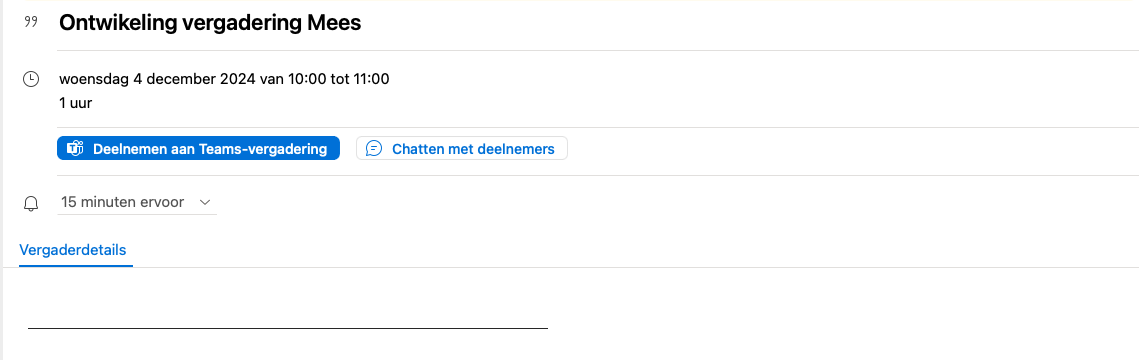 Ontwikeling vergadering Mees
woensdag 4 december 2024 van 10:00 tot 11:00
1 uur
Deelnemen aan Teams-vergadering
Chatten met deelnemers
15 minuten ervoor
Vergaderdetails